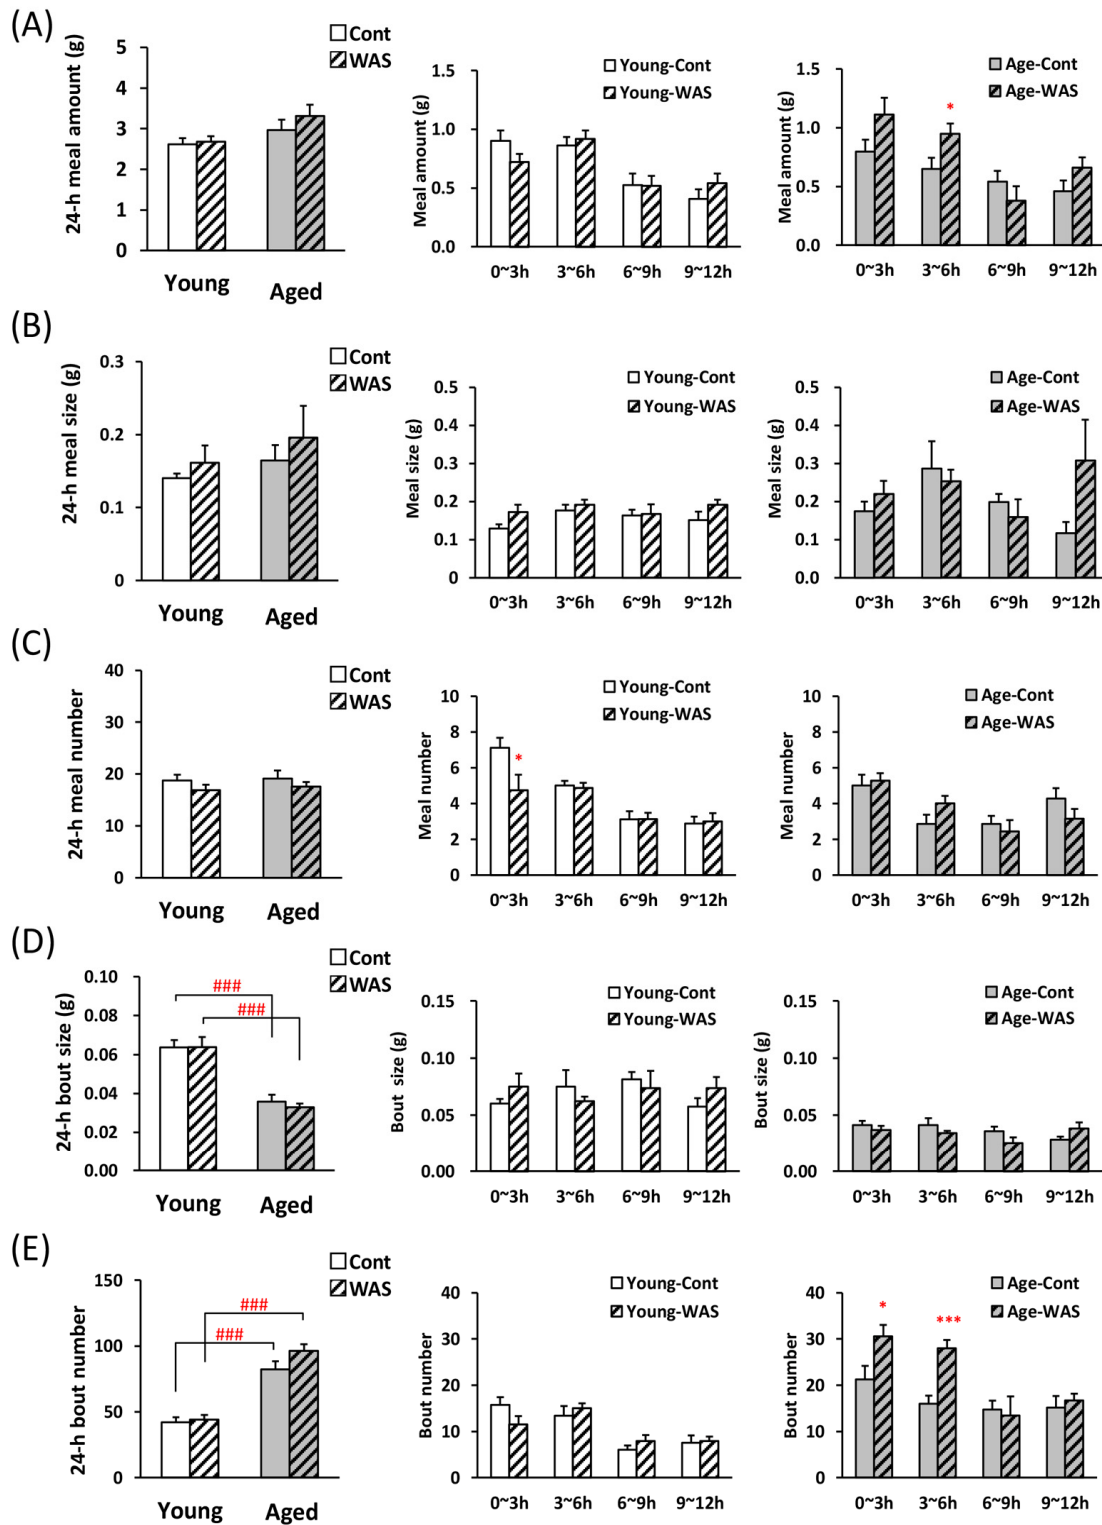 (A)
24-h meal amount (g)
5
4
3
2
1
0
Young
Aged
Cont
WAS
Meal amount (g)
1.5
1.0
0.5
0.0
0~3h 3~6h 6~9h 9~12h
Young-Cont
Young-WAS
Meal amount (g)
1.5
1.0
0.5
0.0
0~3h 3~6h 6~9h 9~12h
Age-Cont
Age-WAS
*
(B)
24-h meal size (g)
0.3
0.2
0.1
0
Young
Aged
Cont
WAS
Meal size (g)
0.5
0.4
0.3
0.2
0.1
0
0~3h 3~6h 6~9h 9~12h
Young-Cont
Young-WAS
Meal size (g)
0.5
0.4
0.3
0.2
0.1
0.0
0~3h 3~6h 6~9h 9~12h
Age-Cont
Age-WAS
(C)
24-h meal number
40
30
20
10
0
Young
Aged
Cont
WAS
Meal number
10
8
6
4
2
0
0~3h 3~6h 6~9h 9~12h
Young-Cont
Young-WAS
*
Meal number
10
8
6
4
2
0
0~3h 3~6h 6~9h 9~12h
Age-Cont
Age-WAS
(D)
24-h bout size (g)
0.10
0.08
0.06
0.04
0.02
0.00
###
###
Young
Aged
Cont
WAS
Bout size (g)
0.15
0.10
0.05
0.00
0~3h 3~6h 6~9h 9~12h
Young-Cont
Young-WAS
Bout size (g)
0.15
0.10
0.05
0.00
0~3h 3~6h 6~9h 9~12h
Age-Cont
Age-WAS
(E)
24-h bout number
150
100
50
0
###
###
Young
Aged
Cont
WAS
Bout number
40
30
20
10
0
0~3h 3~6h 6~9h 9~12h
Young-Cont
Young-WAS
Bout number
40
30
20
10
0
0~3h 3~6h 6~9h 9~12h
Age-Cont
Age-WAS
*
***